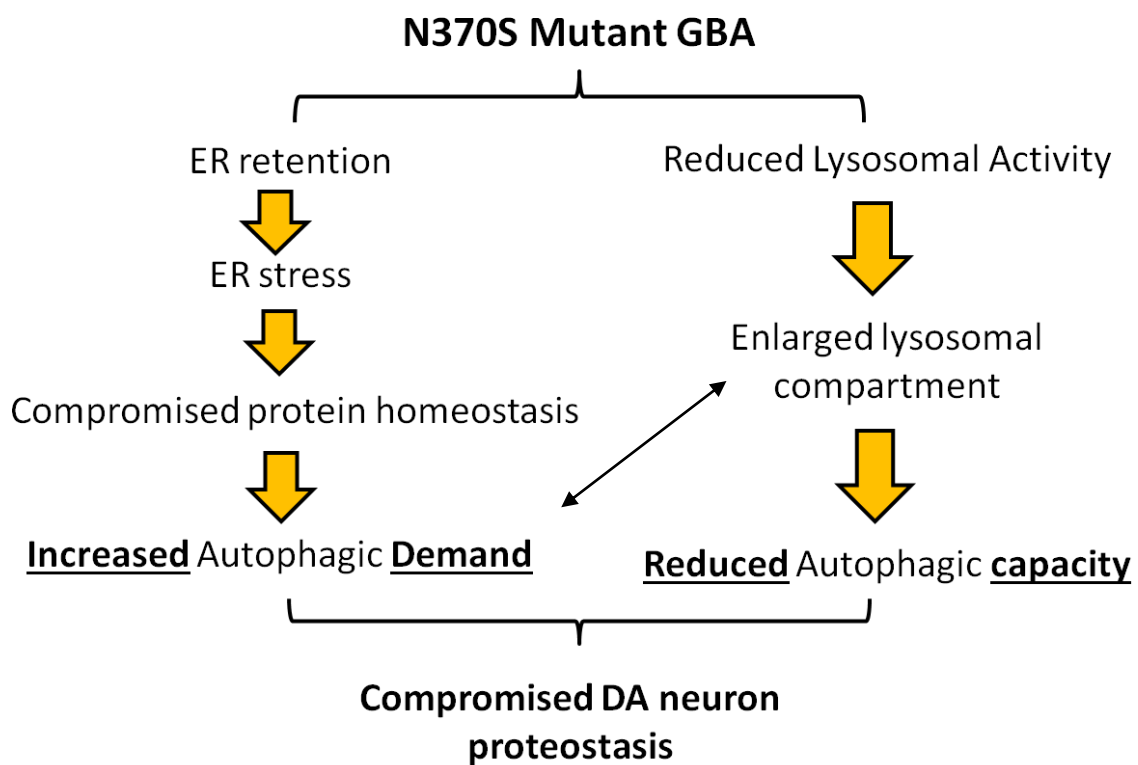 N370S Mutant GBA
ER retention
Reduced Lysosomal Activity
ER stress
Enlarged lysosomal
compartment
Compromised protein homeostasis
Increased Autophagic Demand
Reduced Autophagic capacity
Compromised DA neuron
proteostasis